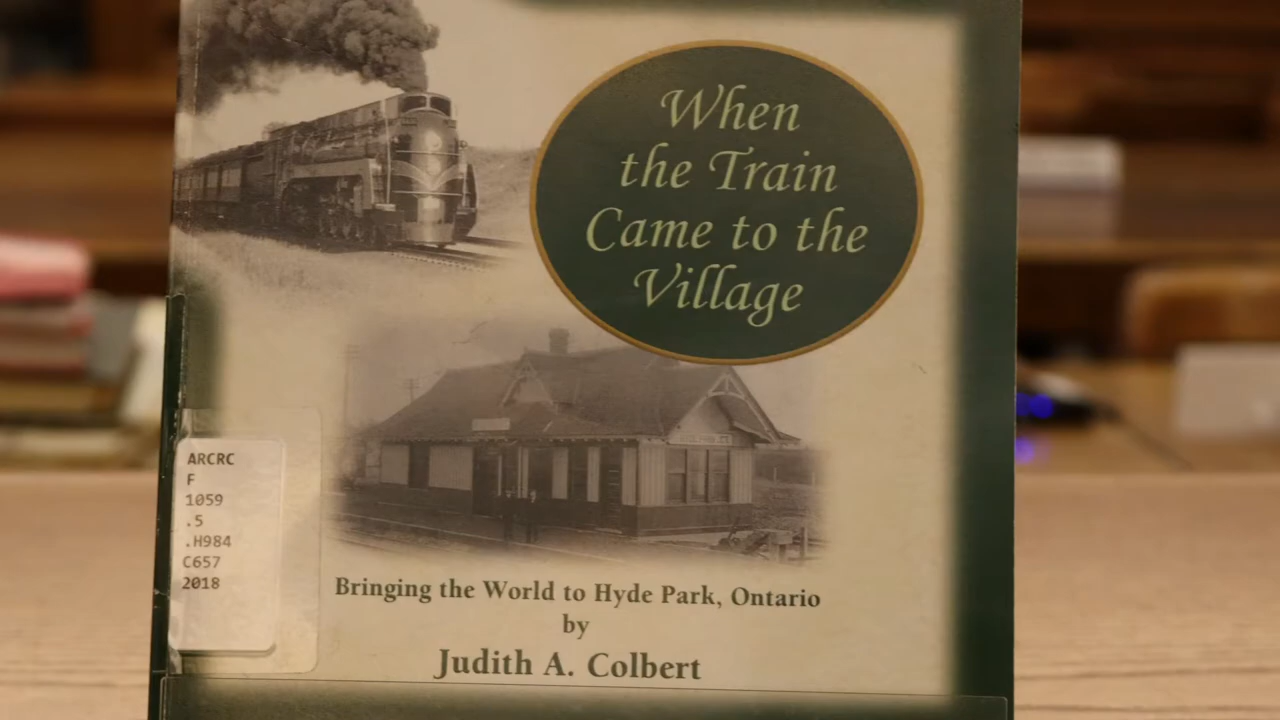 When
the Train
Came to the
Village
ARCRC
F
1059
.5
.H984
C657
2018
Bringing the World to Hyde Park, Ontario
by
Judith A. Colbert